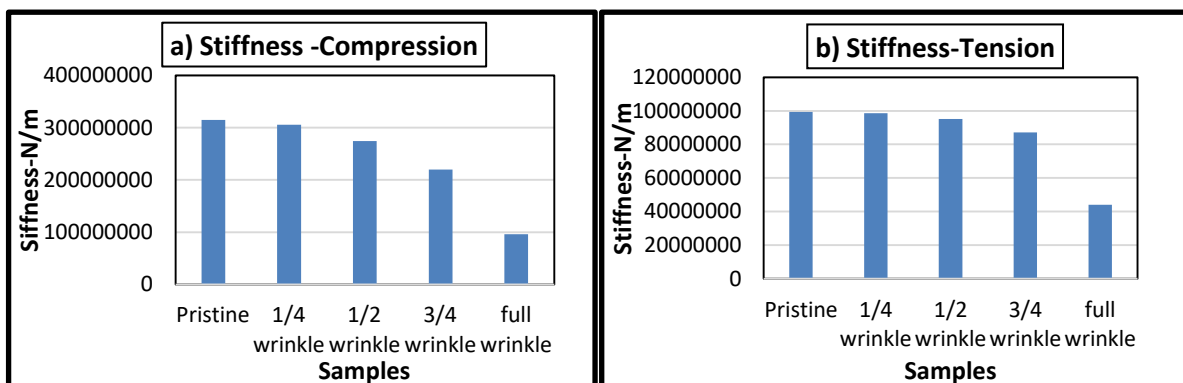 a) Stiffness -Compression
400000000
300000000
200000000
100000000
0
Siffness-N/m
Pristine 1/4 1/2 3/4 full
wrinkle wrinkle wrinkle wrinkle
Samples
b) Stiffness-Tension
120000000
100000000
80000000
60000000
40000000
20000000
0
Stiffness-N/m
Pristine 1/4 1/2 3/4 full
wrinkle wrinkle wrinkle wrinkle
Samples